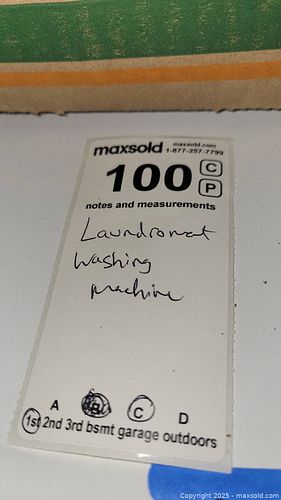 maxsold maxsold.com
1-877-257-7799
100 C
P
notes and measurements
Laundromat
Washing
Machine
A B C D
1st 2nd 3rd bsmt garage outdoors
Copyright 2025 - maxsold.com